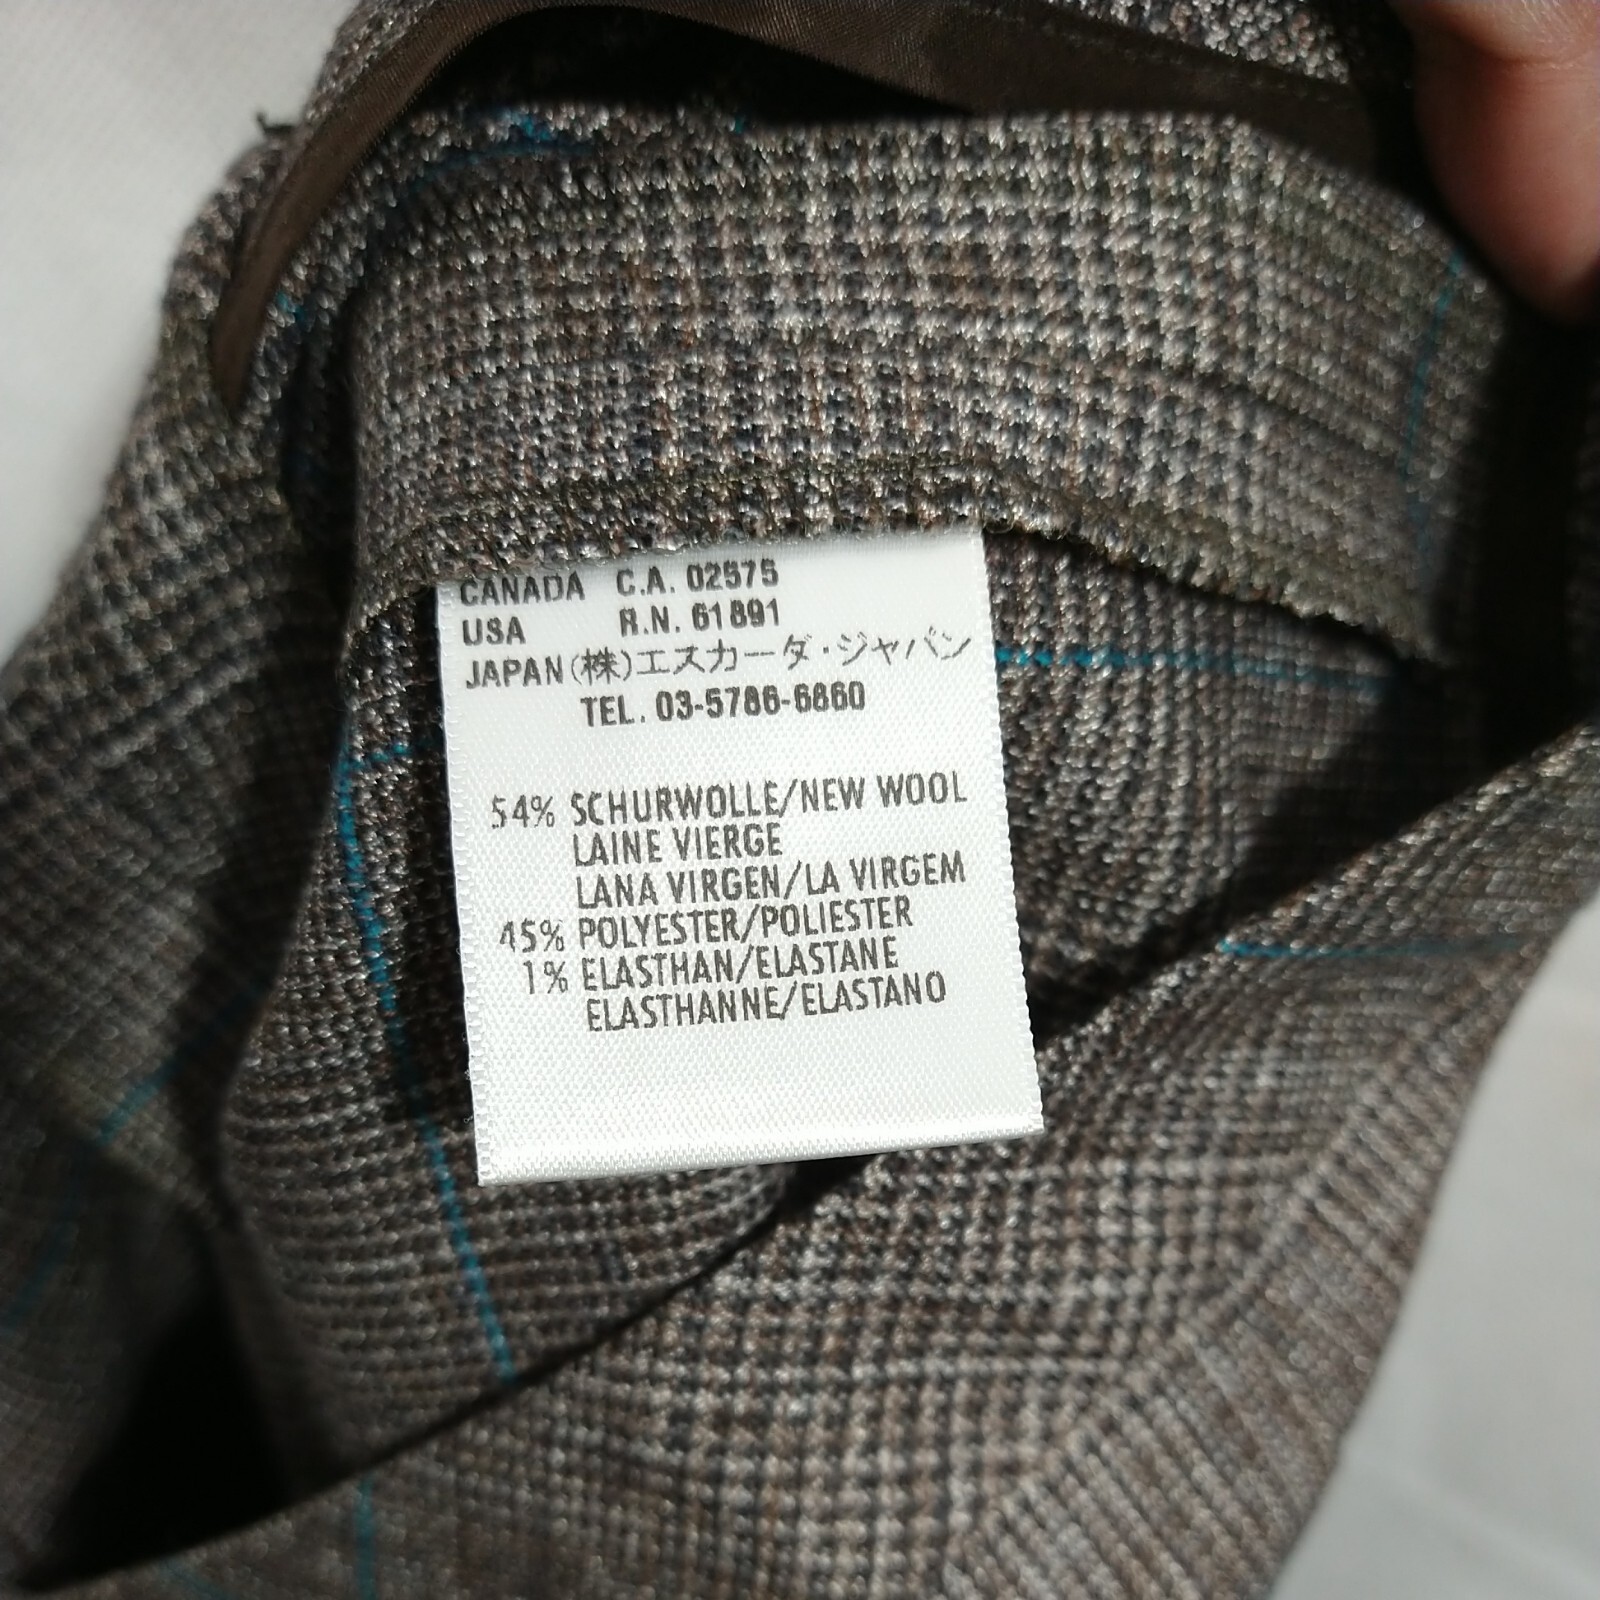 CANADA C.A. 02575
USA R.N. 61891
JAPAN (株)エスカーダ・ジャパン
TEL. 03-5786-6860
54% SCHURWOLLE/NEW WOOL
LAINE VIERGE
LANA VIRGEN/LA VIRGEM
45% POLYESTER/POLIESTER
1% ELASTHAN/ELASTANE
ELASTHANNE/ELASTANO